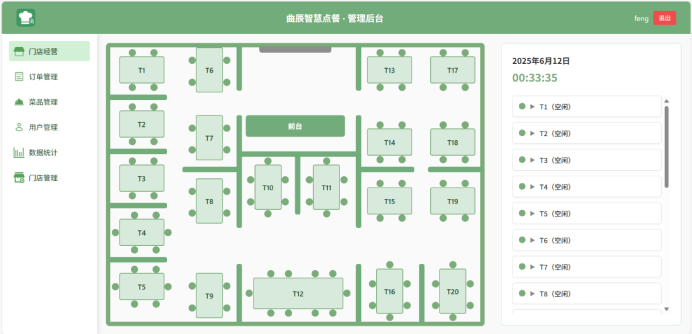 曲辰智慧点餐 · 管理后台
feng
退出
门店经营
订单管理
菜品管理
用户管理
数据统计
门店管理
T1
T6
T13
T17
T2
T7
前台
T14
T18
T3
T8
T10
T11
T15
T19
T4
T5
T9
T12
T16
T20
2025年6月12日
00:33:35
T1（空闲）
T2（空闲）
T3（空闲）
T4（空闲）
T5（空闲）
T6（空闲）
T7（空闲）
T8（空闲）